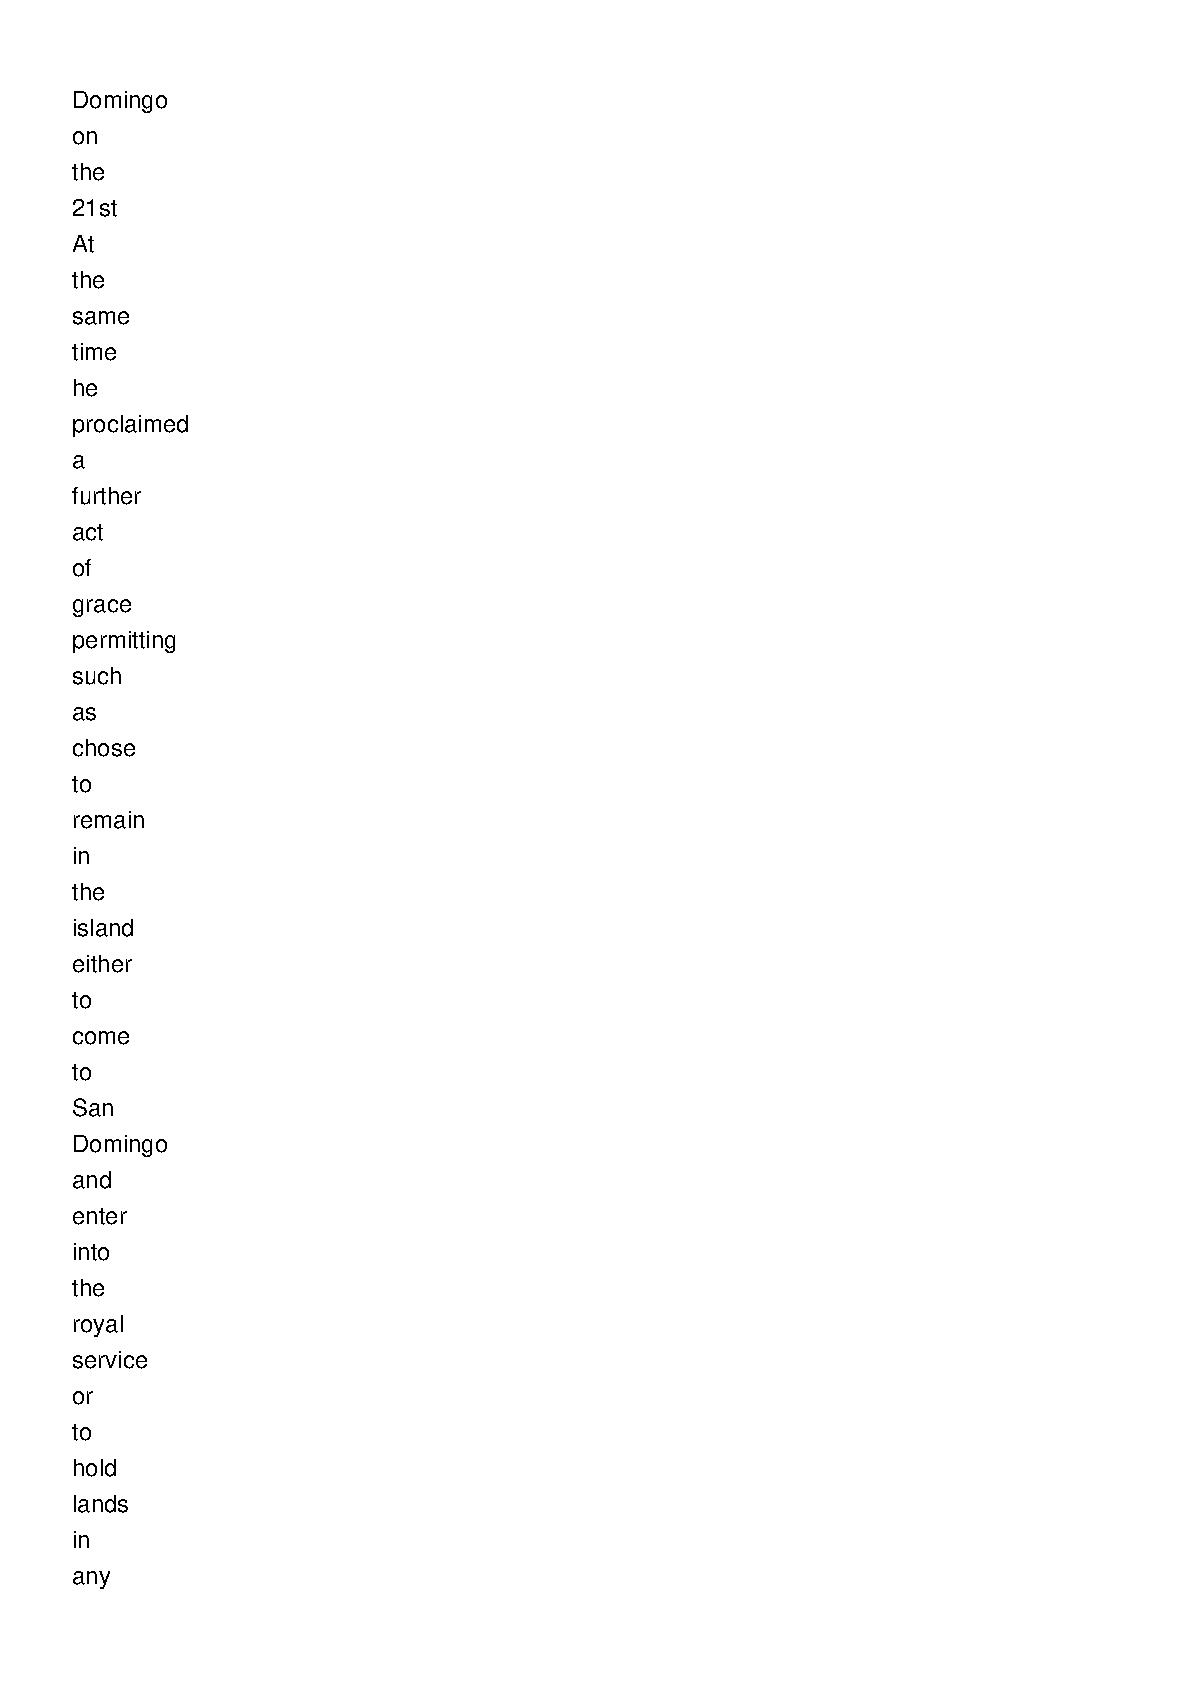 Domingo
on
the
21st
At
the
same
time
he
proclaimed
a
further
act
of
grace
permitting
such
as
chose
to
remain
in
the
island
either
to
come
to
San
Domingo
and
enter
into
the
royal
service
or
to
hold
lands
in
any